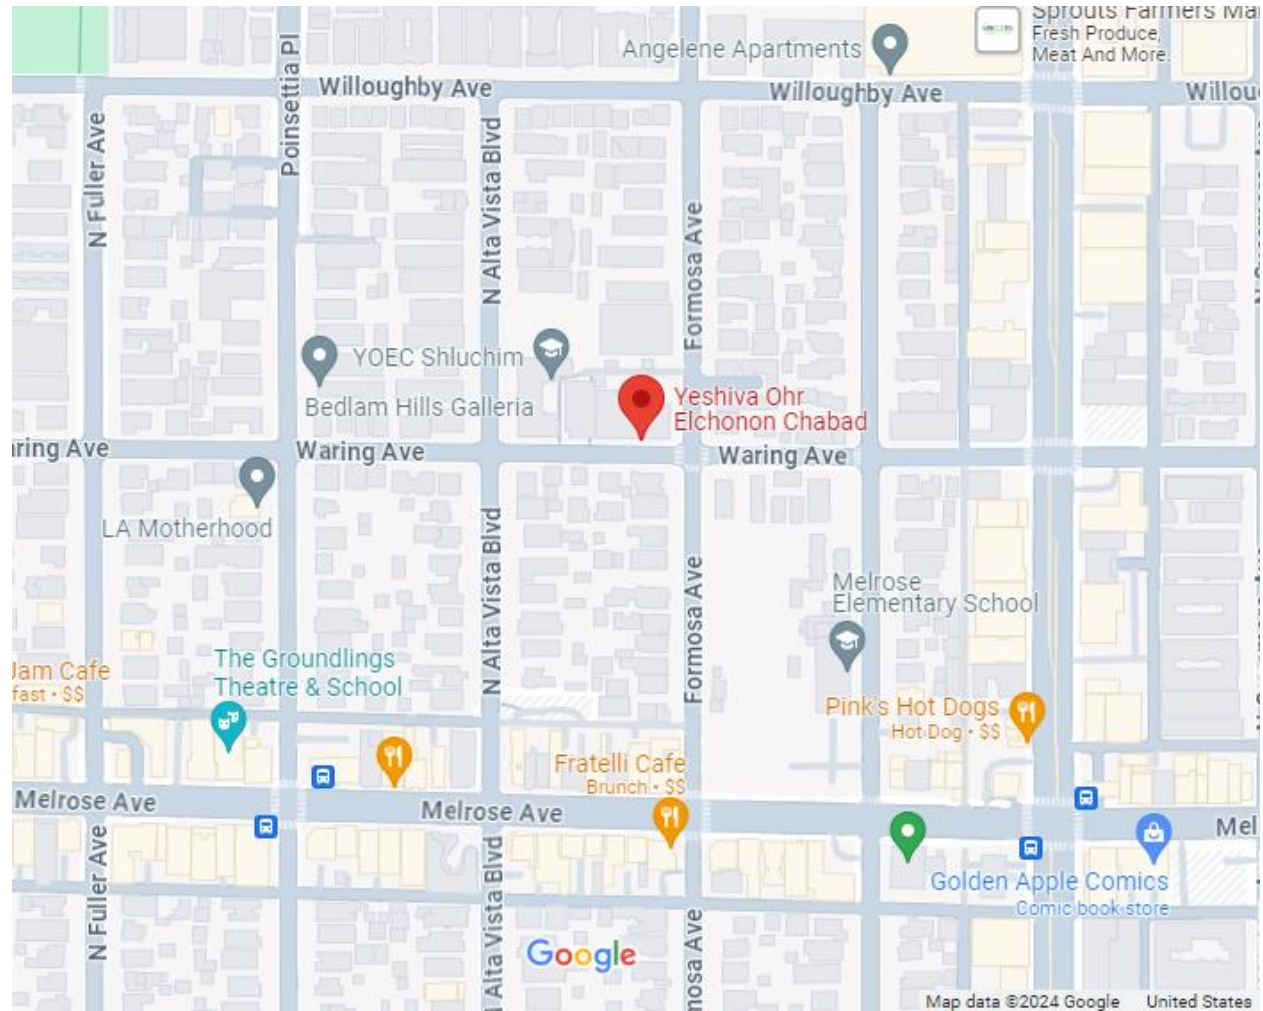 Sprouts Farmers Ma
Fresh Produce,
Meat And More.
Angelene Apartments
Willoughby Ave
Willoughby Ave
Willou
Poinsettia Pl
N Fuller Ave
N Alta Vista Blvd
Formosa Ave
YOEC Shluchim
Bedlam Hills Galleria
Yeshiva Ohr
Elchonon Chabad
aring Ave
Waring Ave
Waring Ave
LA Motherhood
N Alta Vista Blvd
Formosa Ave
Melrose
Elementary School
Jam Cafe
fast • $$
The Groundlings
Theatre & School
Pink's Hot Dogs
Hot Dog • $$
Fratelli Cafe
Brunch • $$
Melrose Ave
Melrose Ave
Mel
N Fuller Ave
Alta Vista Blvd
mosa Ave
Golden Apple Comics
Comic book store
Google
Map data ©2024 Google
United States